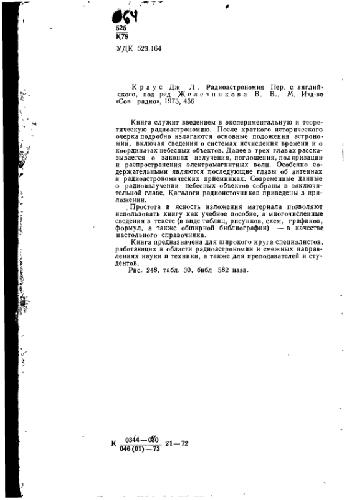 64
526
К78
УДК 523.164
Краус Дж. Л. Радиоастрономия. Пер. с английского, под ред. Железнякова В. В., М, Изд-во
«Сов. радио», 1973, 456
Книга служит введением в экспериментальную и теоретическую радиоастрономию. После краткого исторического
очерка подробно излагаются основные положения астрономии, включая сведения о системах исчисления времени и о
координатах небесных объектов. Далее в трех главах рассказывается о законах излучения, поглощения, поляризации
и распространения электромагнитных волн. Особенно содержательными являются последующие главы об антеннах
и радиоастрономических приемниках. Современные данные
о радиоизлучении небесных объектов собраны в заключительной главе. Каталоги радиоисточников приведены в приложении.
Простота и ясность изложения материала позволяют
использовать книгу как учебное пособие, а многочисленные
сведения в тексте (в виде таблиц, рисунков, схем, графиков,
формул, а также обширной библиографии) — в качестве
настольного справочника.
Книга предназначена для широкого круга специалистов,
работающих в области радиоастрономии и смежных направлениях науки и техники, а также для преподавателей и студентов.
Рис. 248, табл. 30, библ. 582 назв.
К 0344—060
046(01)—73 21—72